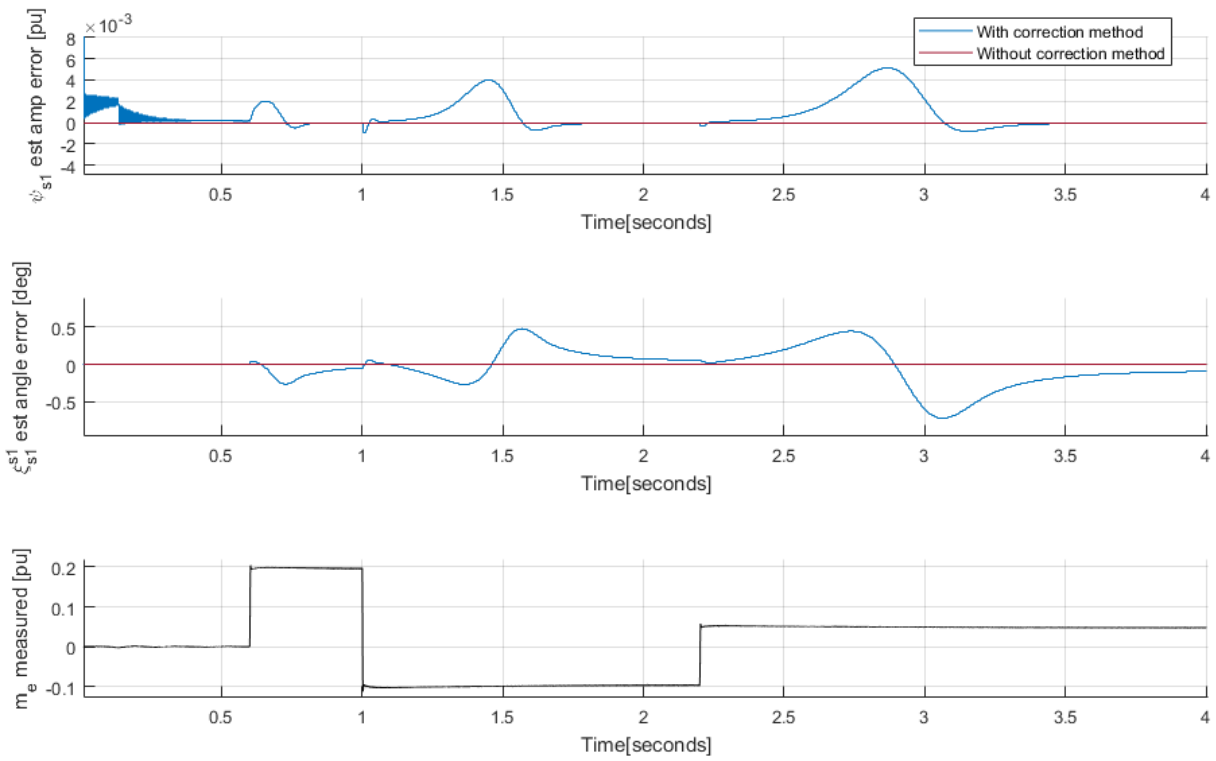 ×10-3
With correction method
Without correction method
ψs1 est amp error [pu]
8
6
4
2
0
-2
-4
0.5 1 1.5 2 2.5 3 3.5 4
Time[seconds]
ξs1s1 est angle error [deg]
0.5
0
-0.5
0.5 1 1.5 2 2.5 3 3.5 4
Time[seconds]
me measured [pu]
0.2
0.1
0
-0.1
0.5 1 1.5 2 2.5 3 3.5 4
Time[seconds]